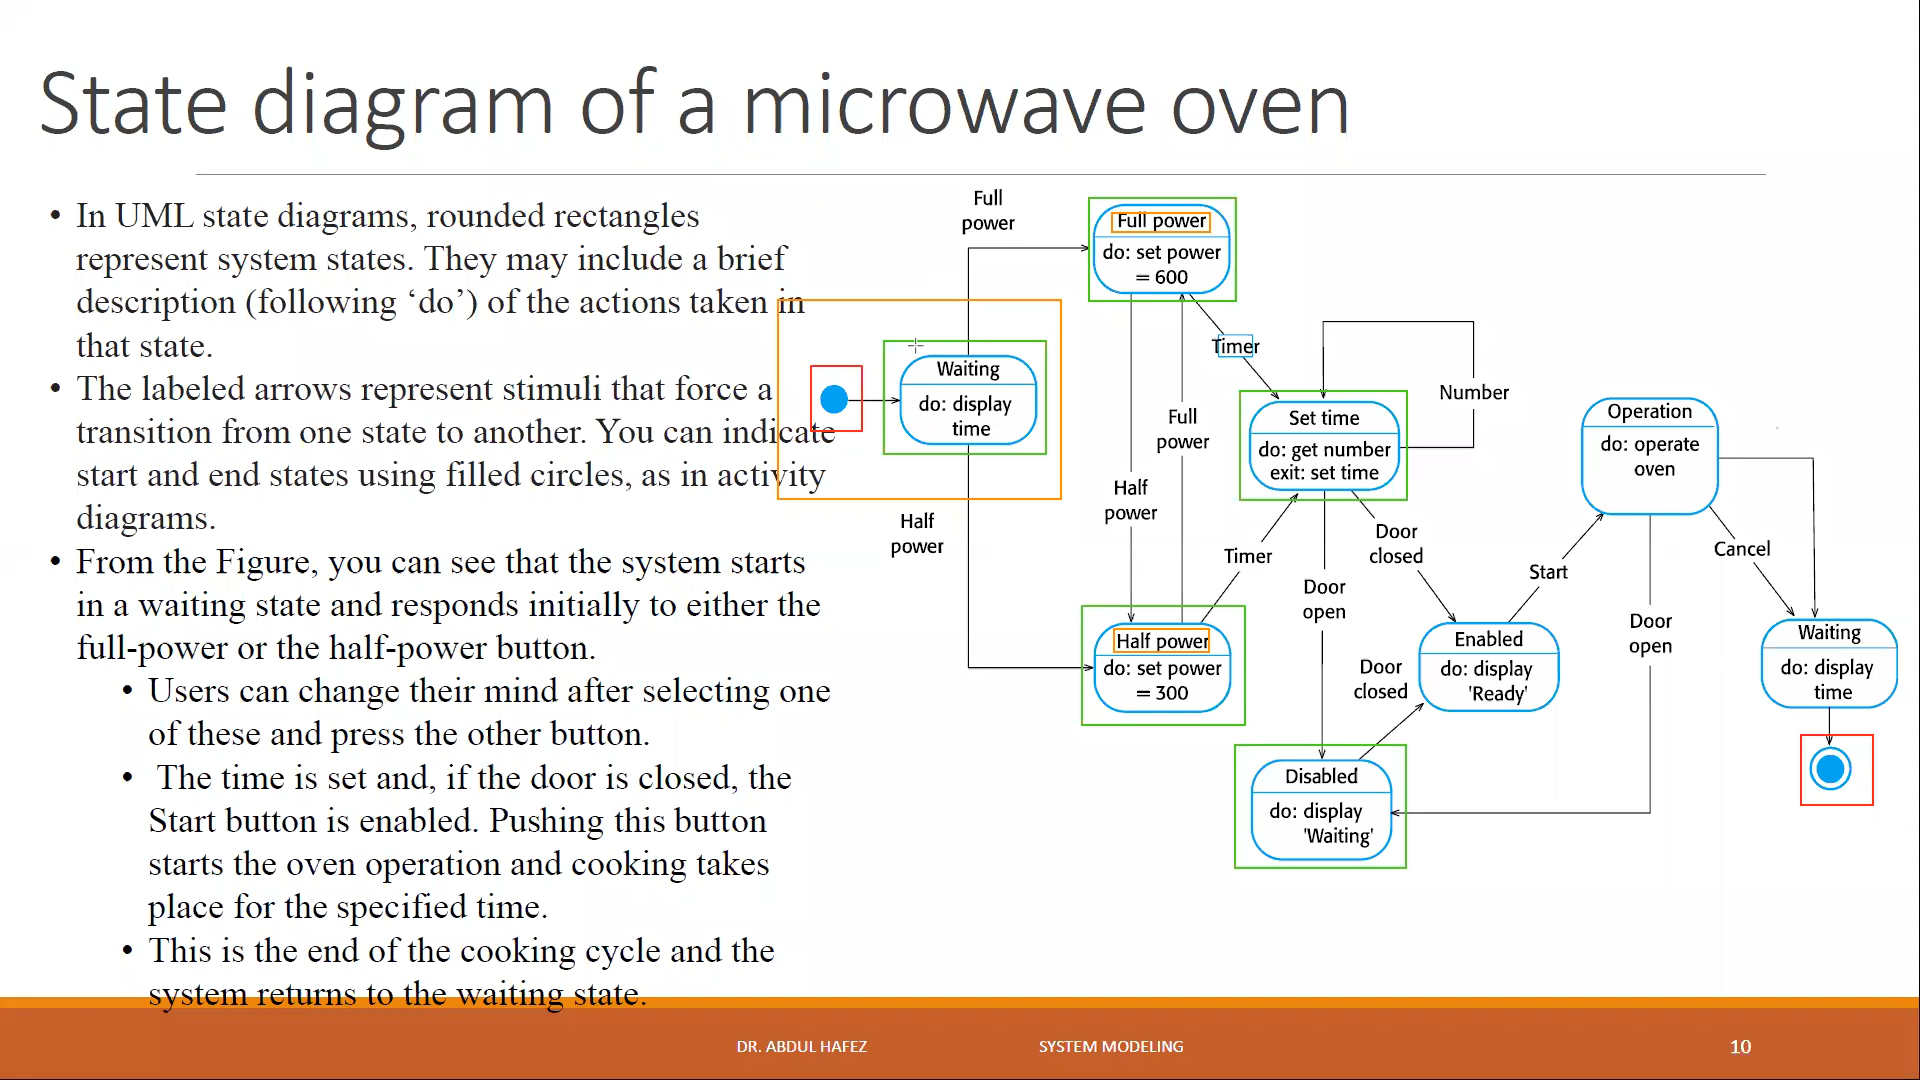 State diagram of a microwave oven
• In UML state diagrams, rounded rectangles
represent system states. They may include a brief
description (following ‘do’) of the actions taken in
that state.
• The labeled arrows represent stimuli that force a
transition from one state to another. You can indicate
start and end states using filled circles, as in activity
diagrams.
• From the Figure, you can see that the system starts
in a waiting state and responds initially to either the
full-power or the half-power button.
• Users can change their mind after selecting one
of these and press the other button.
• The time is set and, if the door is closed, the
Start button is enabled. Pushing this button
starts the oven operation and cooking takes
place for the specified time.
• This is the end of the cooking cycle and the
system returns to the waiting state.
Full
power
Full power
do: set power
= 600
Waiting
do: display
time
Half
power
Half
power
Full
power
Timer
Half power
do: set power
= 300
Timer
Set time
do: get number
exit: set time
Number
Door
open
Door
closed
Disabled
do: display
'Waiting'
Door
closed
Enabled
do: display
'Ready'
Start
Operation
do: operate
oven
Door
open
Cancel
Waiting
do: display
time
DR. ABDUL HAFEZ
SYSTEM MODELING
10